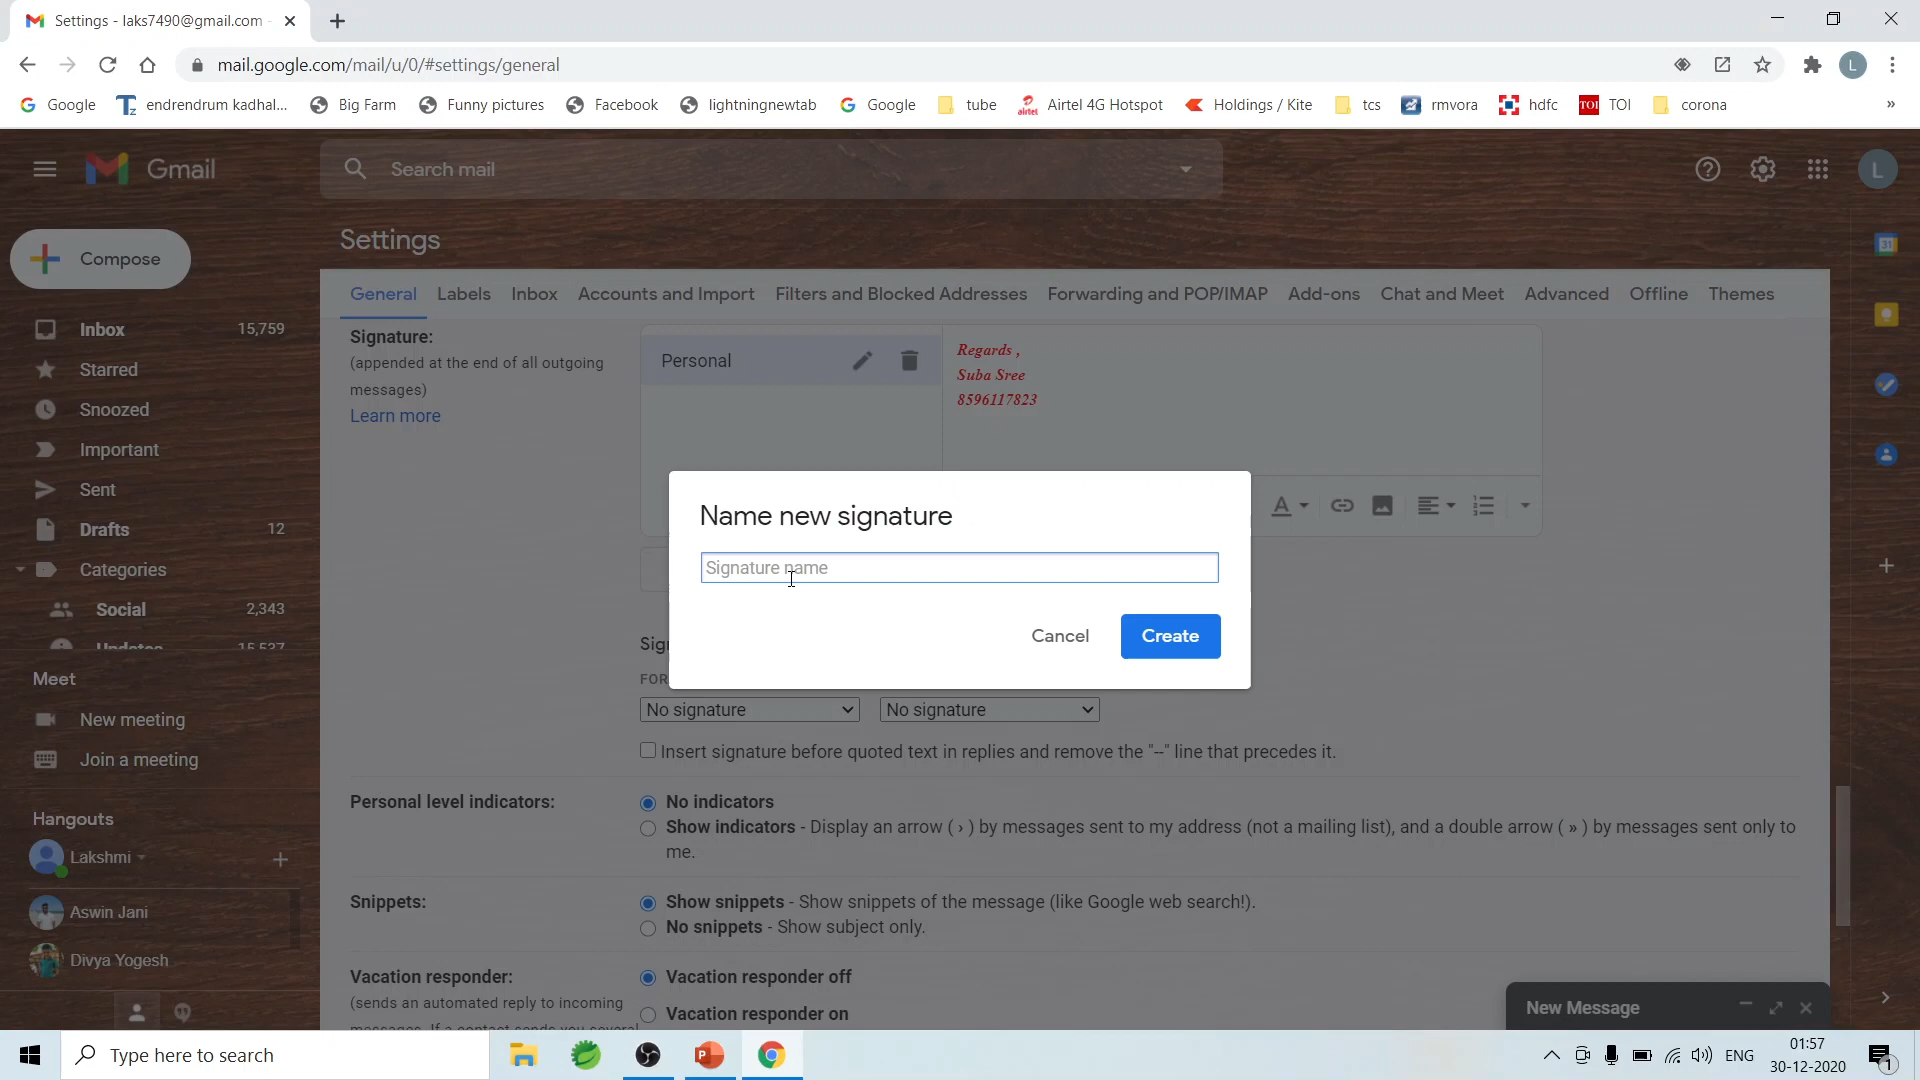 Settings - laks7490@gmail.com -
mail.google.com/mail/u/0/#settings/general
L
Google
endrendrum kadhal...
Big Farm
Funny pictures
Facebook
lightningnewtab
Google
tube
Airtel 4G Hotspot
Holdings / Kite
tcs
rmvora
hdfc
TOI TOI
corona
»
Gmail
Search mail
L
Settings
Compose
General Labels Inbox Accounts and Import Filters and Blocked Addresses Forwarding and POP/IMAP Add-ons Chat and Meet Advanced Offline Themes
Inbox 15,759
Starred
Snoozed
Important
Sent
Drafts 12
Categories
Social 2,343
Updates 15,537
Meet
New meeting
Join a meeting
Hangouts
Lakshmi
Aswin Jani
Divya Yogesh
Signature:
(appended at the end of all outgoing
messages)
Learn more
Personal
Regards ,
Suba Sree
8596117823
Name new signature
Signature name
Cancel
Create
Sig
FOR
No signature
No signature
Insert signature before quoted text in replies and remove the "--" line that precedes it.
Personal level indicators:
No indicators
Show indicators - Display an arrow ( › ) by messages sent to my address (not a mailing list), and a double arrow ( » ) by messages sent only to
me.
Snippets:
Show snippets - Show snippets of the message (like Google web search!).
No snippets - Show subject only.
Vacation responder:
(sends an automated reply to incoming
messages. If a contact sends you several
Vacation responder off
Vacation responder on
31
New Message
Type here to search
ENG
01:57
30-12-2020
1